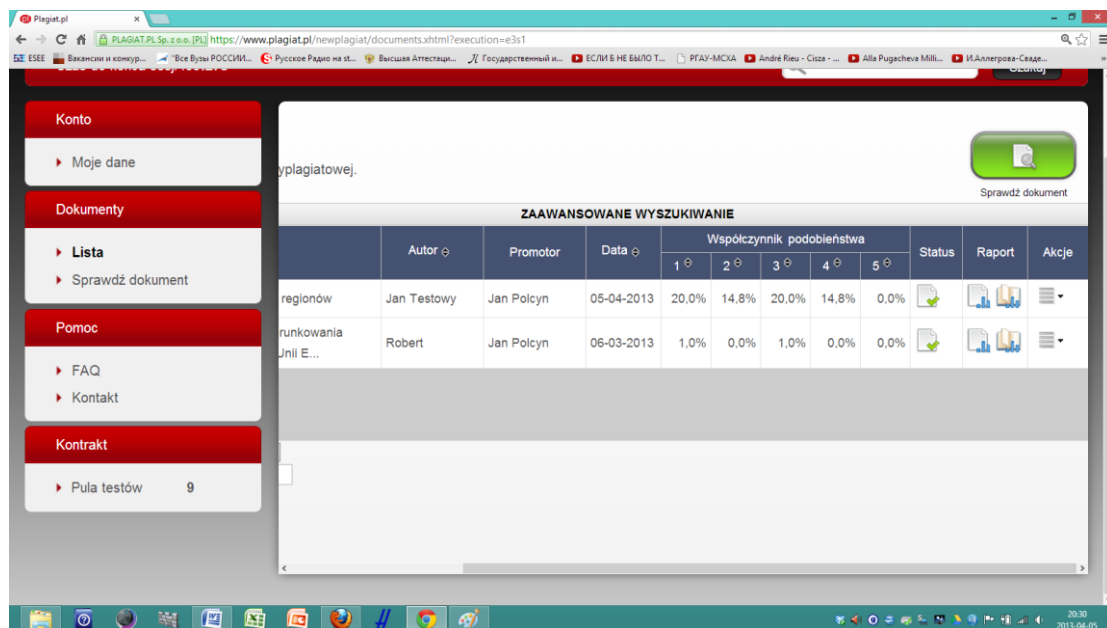 Plagiat.pl
PLAGIAT.PL Sp. z o.o. [PL] https://www.plagiat.pl/newplagiat/documents.xhtml?execution=e3s1
ESEE Вакансии и конкур... "Все Вузы РОССИИ... Русское Радио на st... Высшая Аттестаци... Государственный и... ЕСЛИ Б НЕ БЫЛО Т... РГАУ-МСХА André Rieu - Cisza - ... Alla Pugacheva Milli... И.Аллегрова-Сваде... »
Konto
Moje dane
yplagiatowej.
Sprawdź dokument
Dokumenty
Lista
Sprawdź dokument
ZAAWANSOWANE WYSZUKIWANIE
Autor Promotor Data Współczynnik podobieństwa Status Raport Akcje
1 2 3 4 5
regionów Jan Testowy Jan Polcyn 05-04-2013 20,0% 14,8% 20,0% 14,8% 0,0%
runkowania
Unii E... Robert Jan Polcyn 06-03-2013 1,0% 0,0% 1,0% 0,0% 0,0%
Pomoc
FAQ
Kontakt
Kontrakt
Pula testów 9
20:30
2013-04-05